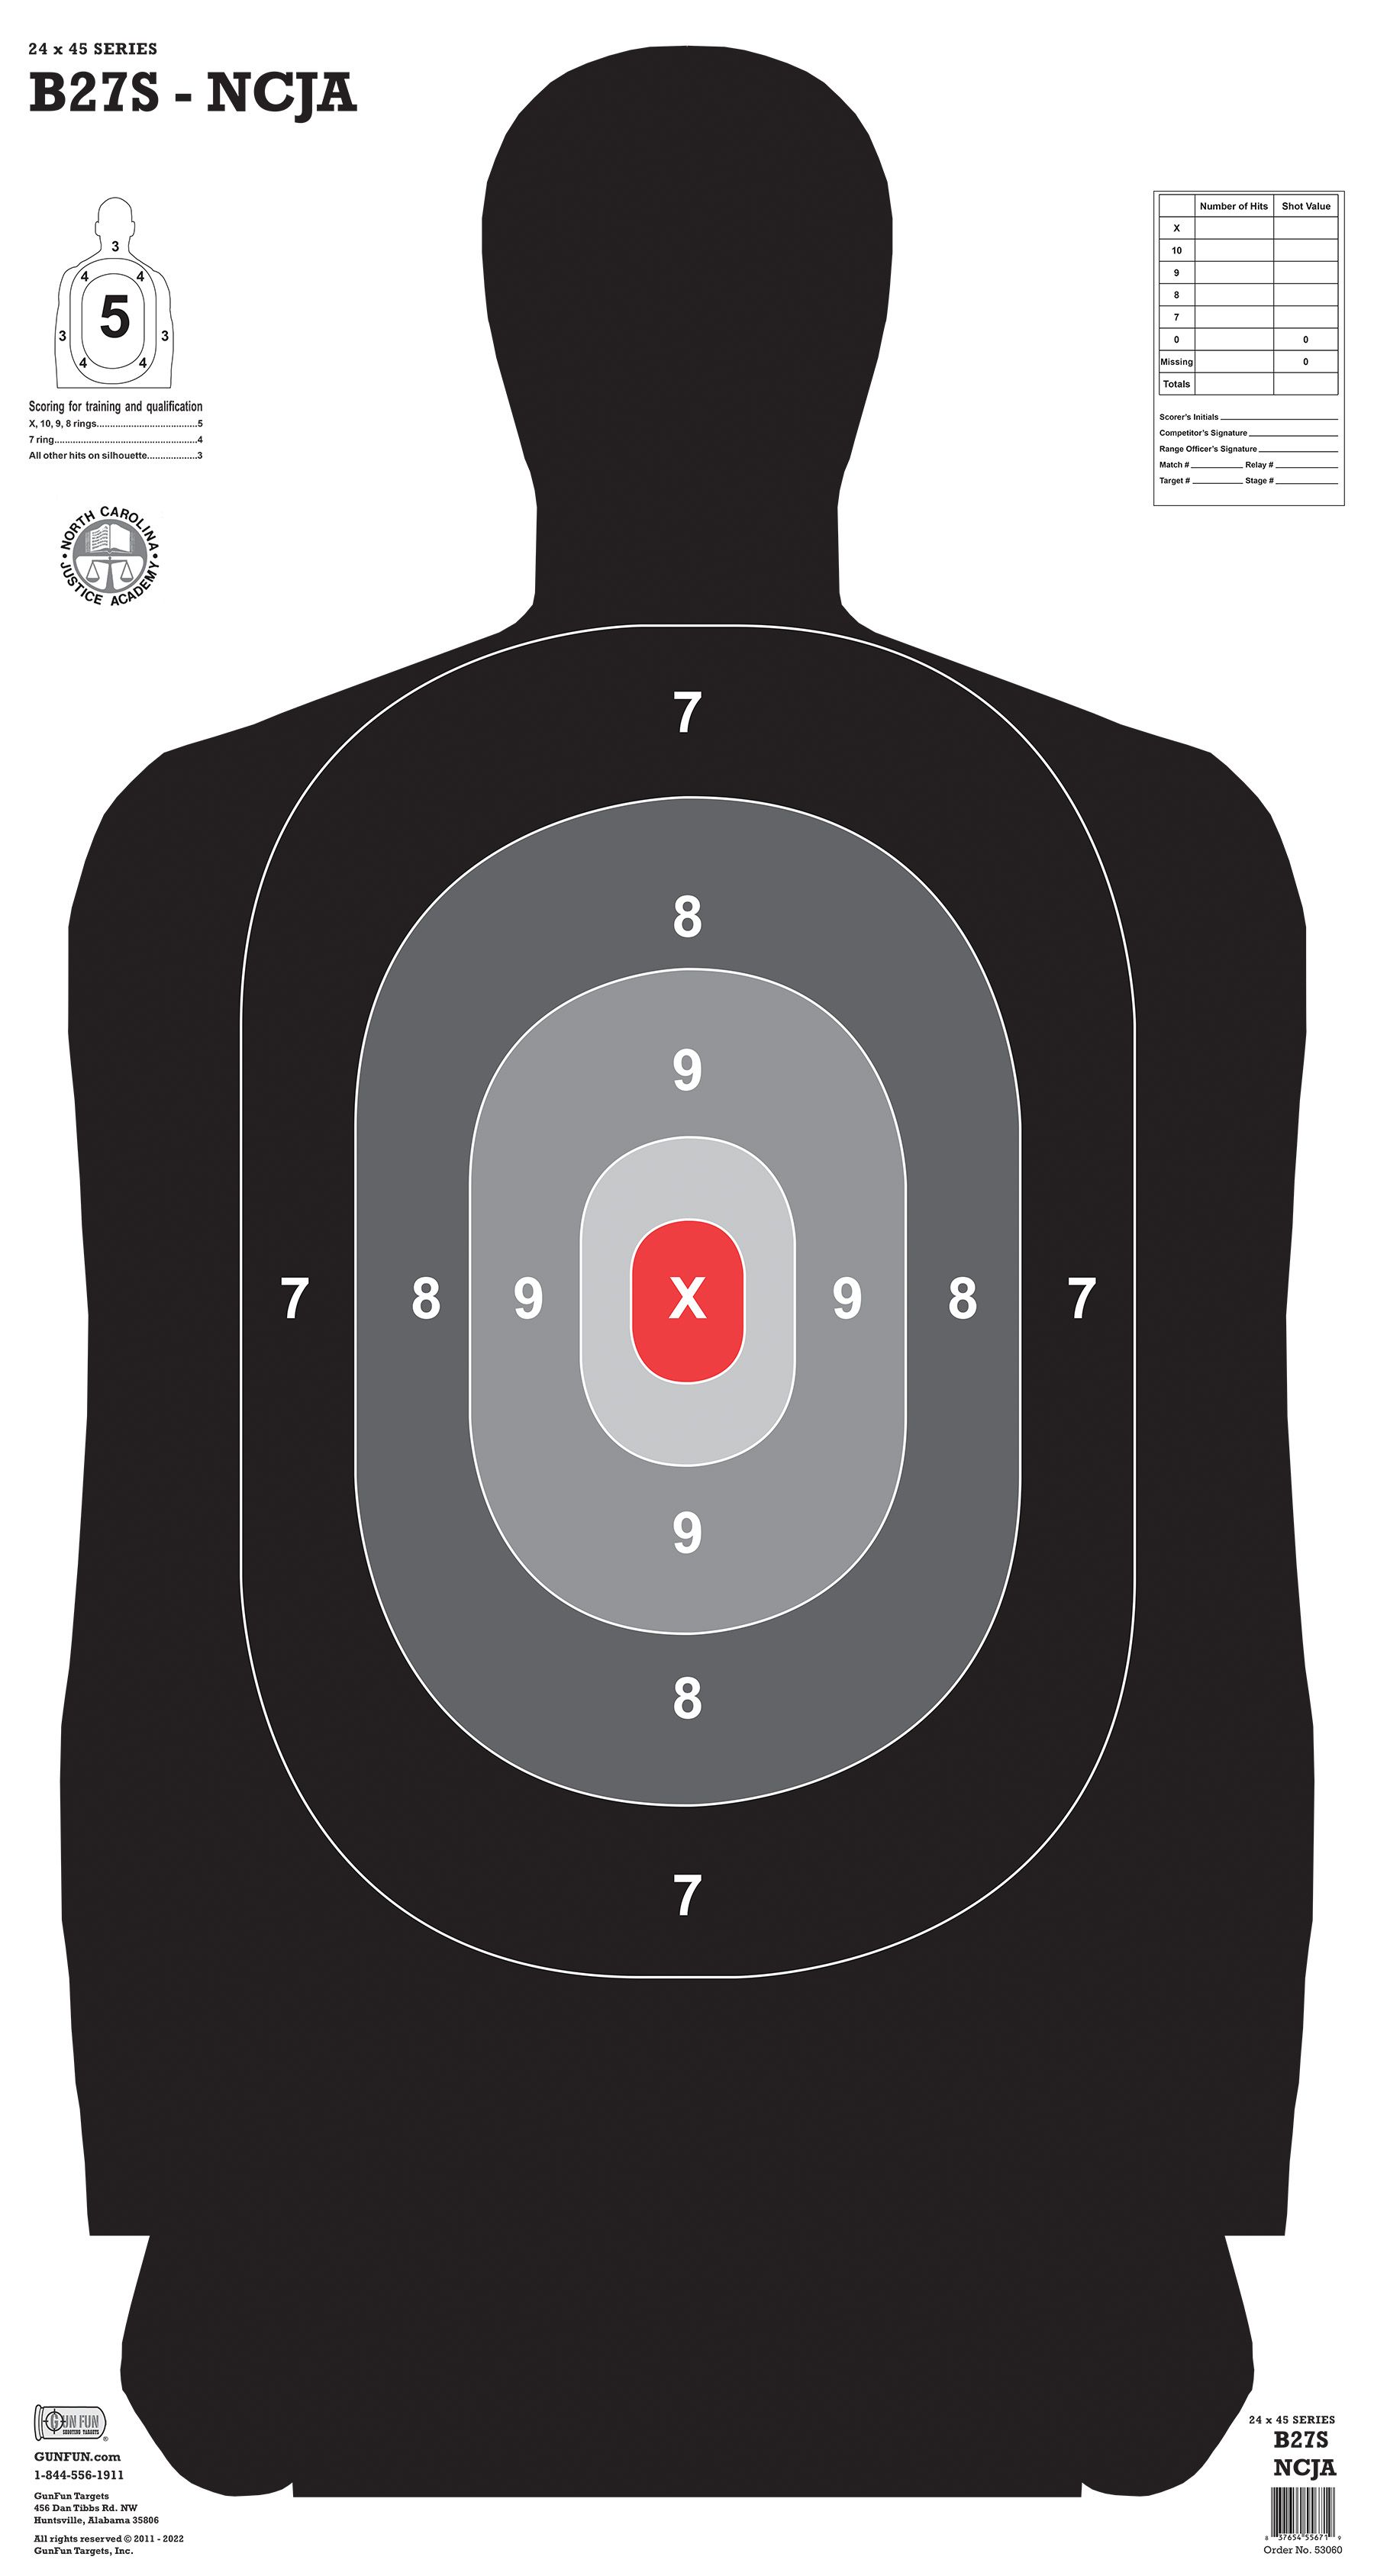 24 x 45 SERIES
B27S - NCJA
3
4 4
5
3 3
4 4
Scoring for training and qualification
X, 10, 9, 8 rings....................................5
7 ring......................................................4
All other hits on silhouette...................3
NORTH CAROLINA
JUSTICE ACADEMY
Number of Hits Shot Value
X
10
9
8
7
0 0
Missing 0
Totals
Scorer's Initials
Competitor's Signature
Range Officer's Signature
Match # Relay #
Target # Stage #
7
8
9
7 8 9 X 9 8 7
9
8
7
GUN FUN
SHOOTING TARGETS
®
GUNFUN.com
1-844-556-1911
GunFun Targets
456 Dan Tibbs Rd. NW
Huntsville, Alabama 35806
All rights reserved © 2011 - 2022
GunFun Targets, Inc.
24 x 45 SERIES
B27S
NCJA
8 37654 55671 9
Order No. 53060